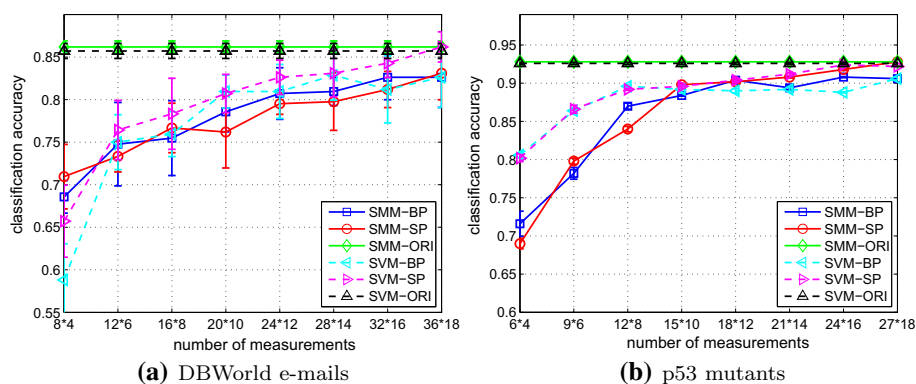 classification accuracy
0.85
0.8
0.75
0.7
0.65
0.6
0.55
SMM−BP
SMM−SP
SMM−ORI
SVM−BP
SVM−SP
SVM−ORI
8*4 12*6 16*8 20*10 24*12 28*14 32*16 36*18
number of measurements
(a) DBWorld e-mails
classification accuracy
0.95
0.9
0.85
0.8
0.75
0.7
0.65
0.6
SMM−BP
SMM−SP
SMM−ORI
SVM−BP
SVM−SP
SVM−ORI
6*4 9*6 12*8 15*10 18*12 21*14 24*16 27*18
number of measurements
(b) p53 mutants